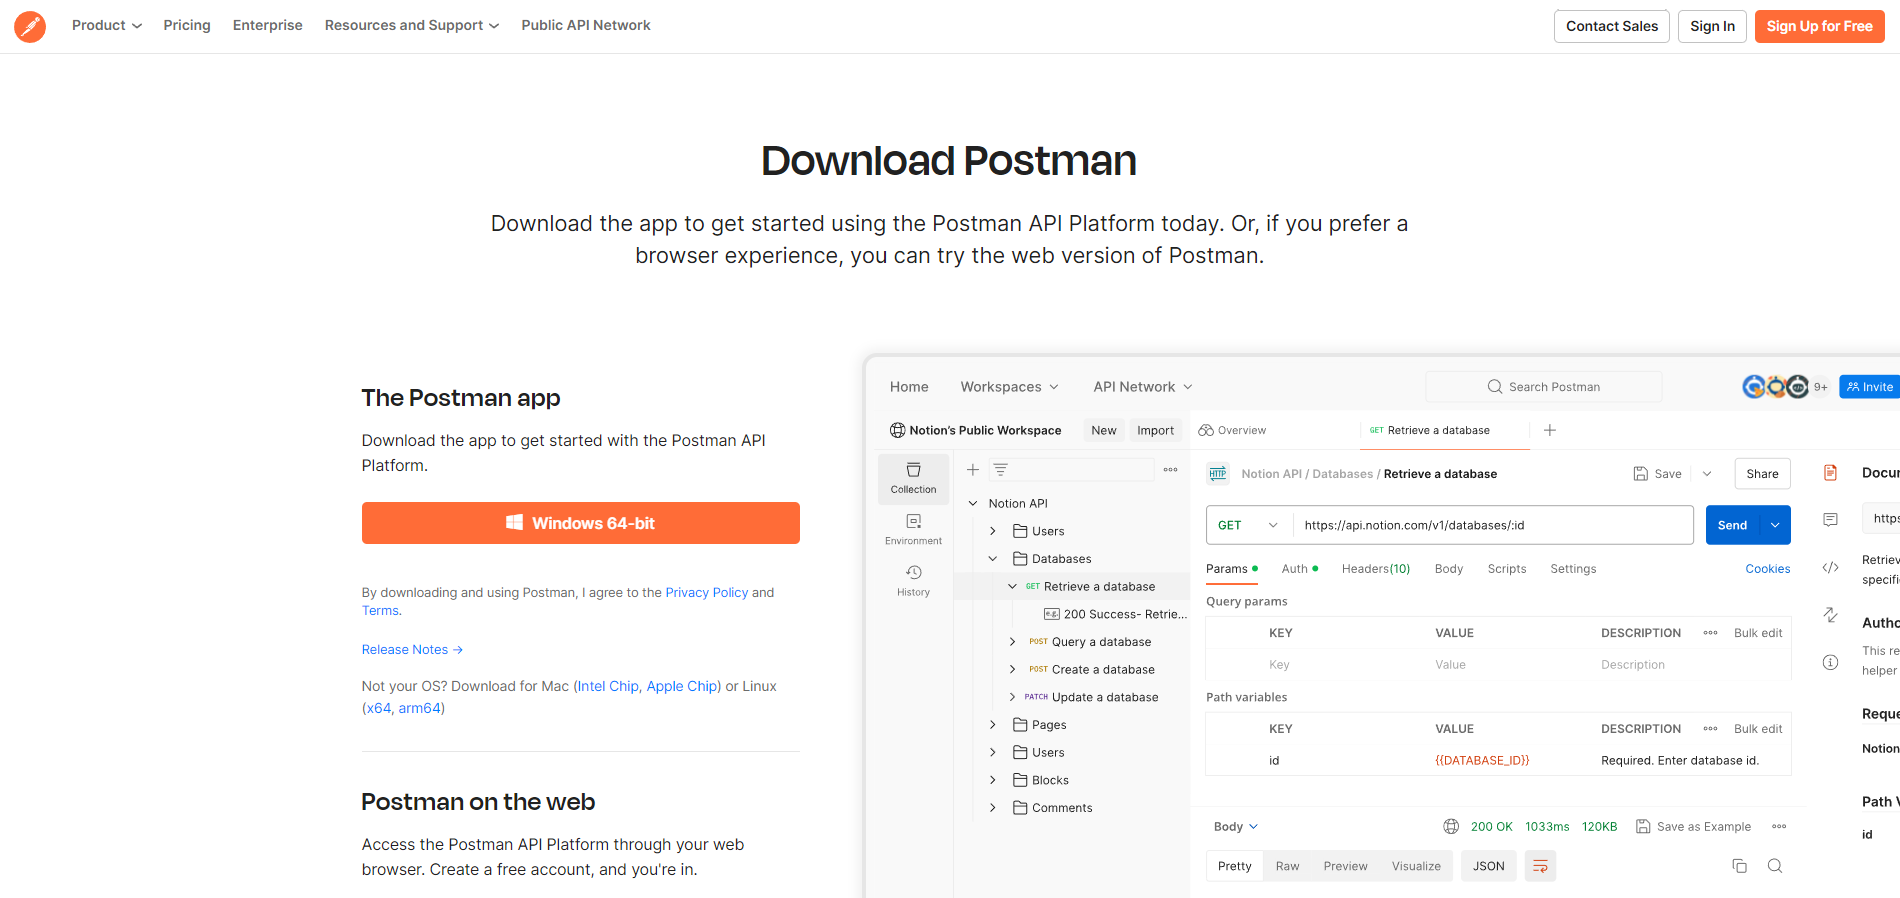 Product
Pricing
Enterprise
Resources and Support
Public API Network
Contact Sales
Sign In
Sign Up for Free
Download Postman
Download the app to get started using the Postman API Platform today. Or, if you prefer a
browser experience, you can try the web version of Postman.
The Postman app
Download the app to get started with the Postman API
Platform.
Windows 64-bit
By downloading and using Postman, I agree to the Privacy Policy and
Terms.
Release Notes →
Not your OS? Download for Mac (Intel Chip, Apple Chip) or Linux
(x64, arm64)
Postman on the web
Access the Postman API Platform through your web
browser. Create a free account, and you're in.
Home
Workspaces
API Network
Search Postman
9+
Invite
Notion's Public Workspace
New
Import
Overview
GET Retrieve a database
Collection
Environment
History
Notion API
Users
Databases
GET Retrieve a database
e.g. 200 Success- Retrie...
POST Query a database
POST Create a database
PATCH Update a database
Pages
Users
Blocks
Comments
HTTP Notion API / Databases / Retrieve a database
Save
Share
GET
https://api.notion.com/v1/databases/:id
Send
Params
Auth
Headers(10)
Body
Scripts
Settings
Cookies
Query params
KEY VALUE DESCRIPTION Bulk edit
Key Value Description
Path variables
KEY VALUE DESCRIPTION Bulk edit
id {{DATABASE_ID}} Required. Enter database id.
Body
200 OK 1033ms 120KB
Save as Example
Pretty
Raw
Preview
Visualize
JSON
Docu
https
Retriev
specifi
Autho
This re
helper
Reque
Notion
Path V
id